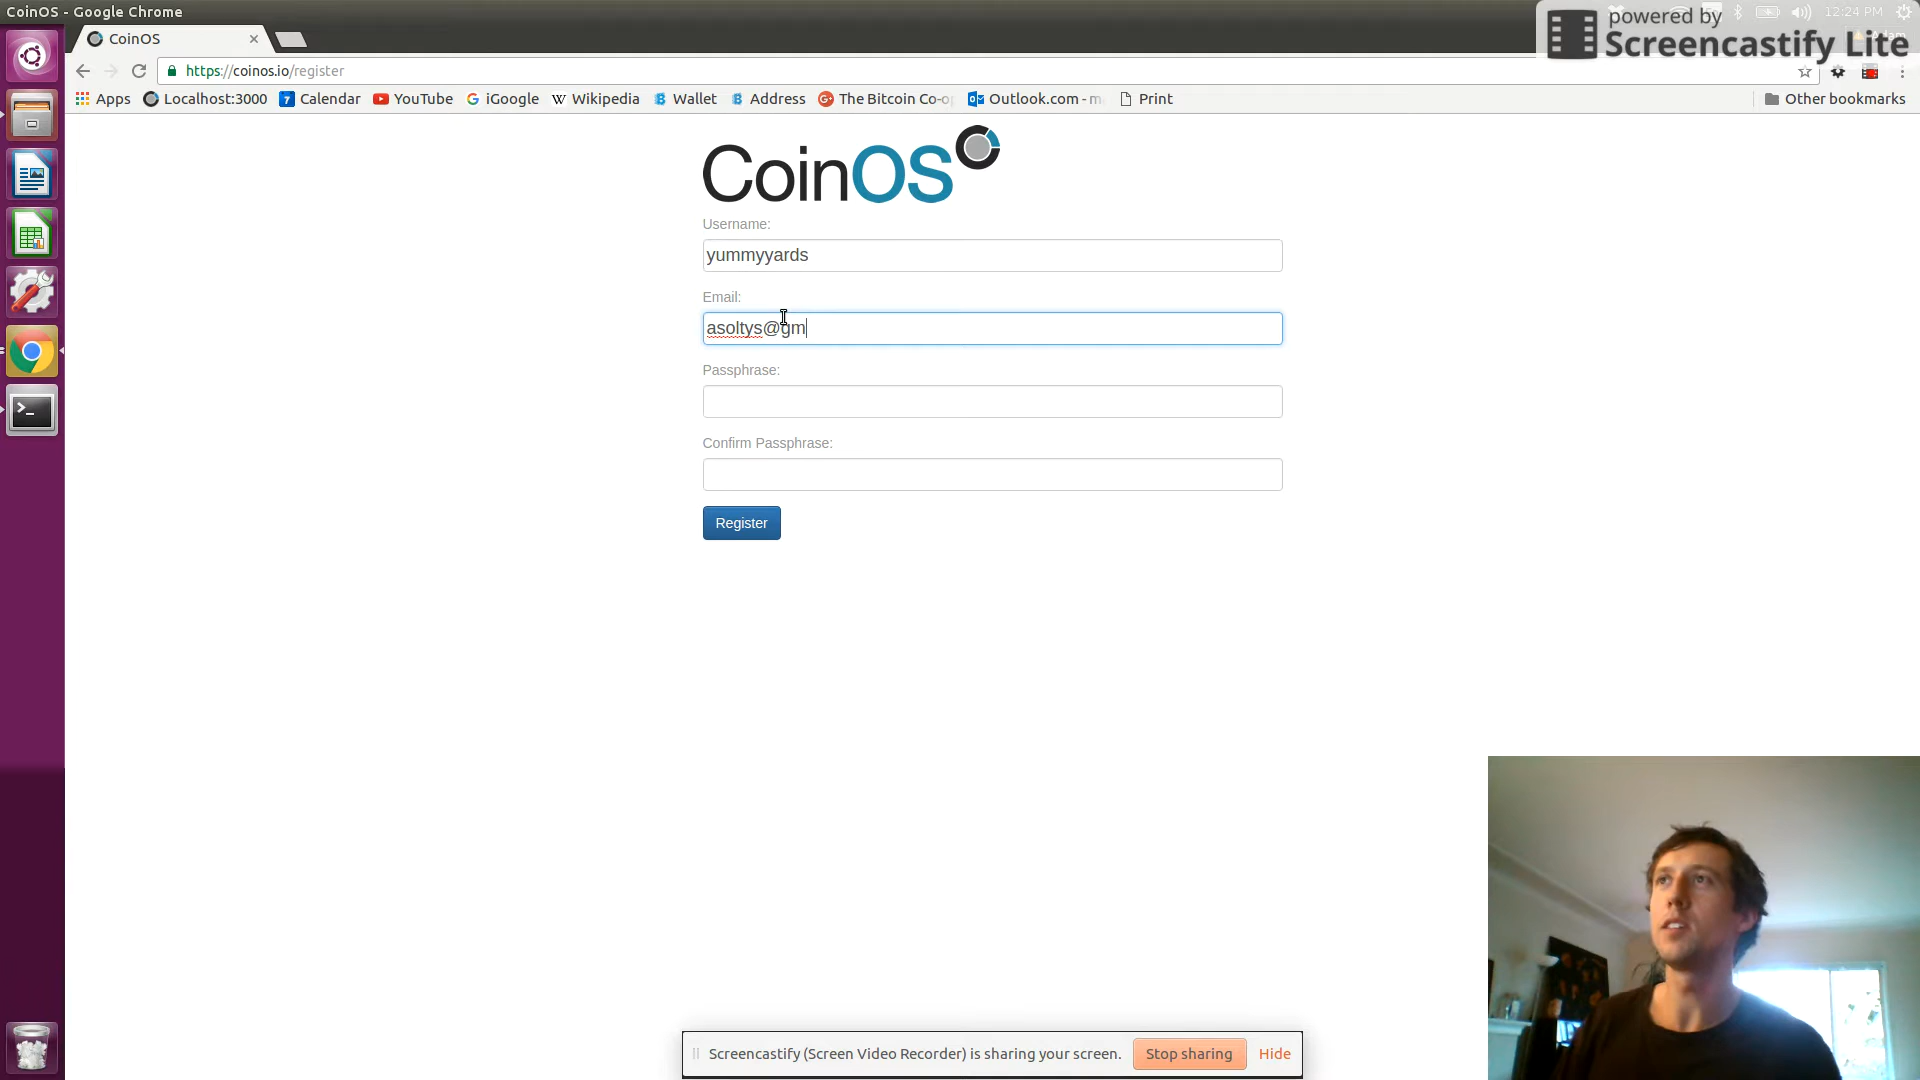 CoinOS - Google Chrome
12:24 PM
powered by
Screencastify Lite
CoinOS
https://coinos.io/register
Apps
Localhost:3000
Calendar
YouTube
iGoogle
Wikipedia
Wallet
Address
The Bitcoin Co-op
Outlook.com - m
Print
Other bookmarks
CoinOS
Username:
yummyyards
Email:
asoltys@gm
Passphrase:
Confirm Passphrase:
Register
Screencastify (Screen Video Recorder) is sharing your screen.
Stop sharing
Hide